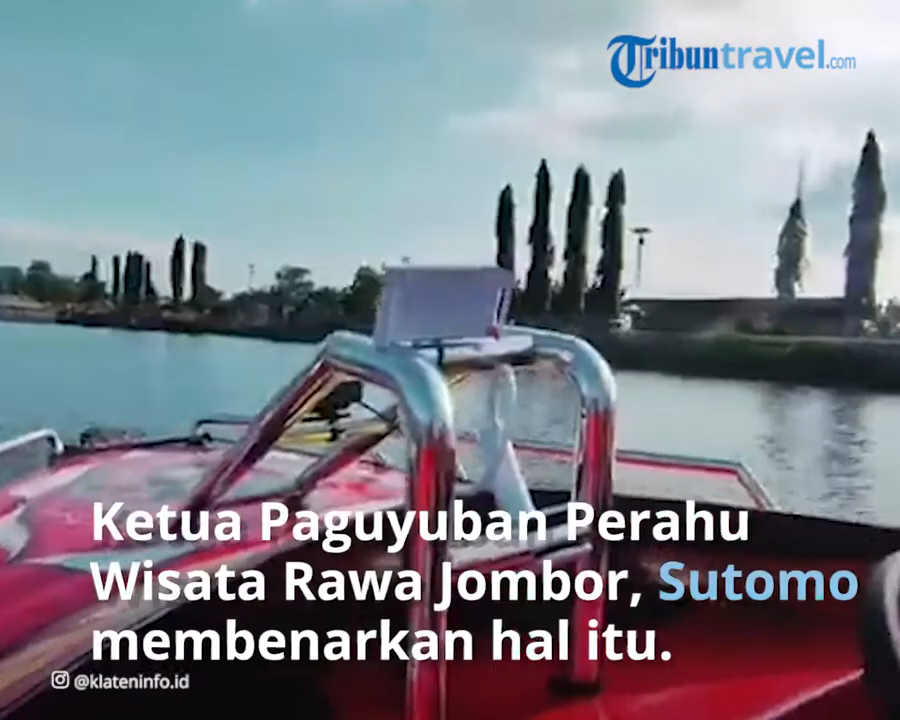 Tribuntravel.com
Ketua Paguyuban Perahu
Wisata Rawa Jombor, Sutomo
membenarkan hal itu.
@klateninfo.id